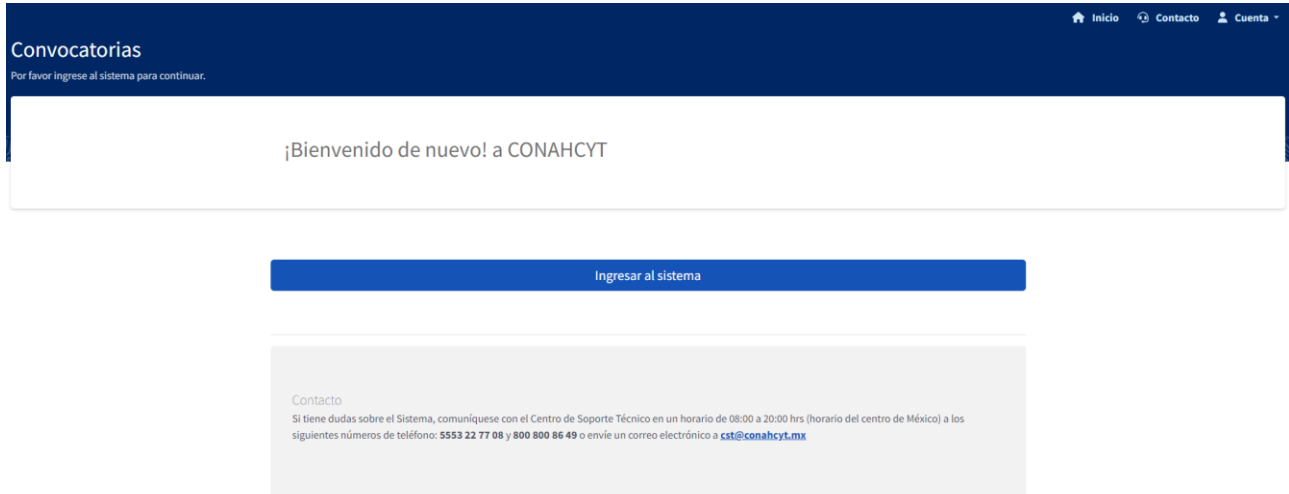 Inicio Contacto Cuenta
Convocatorias
Por favor ingrese al sistema para continuar.
¡Bienvenido de nuevo! a CONAHCYT
Ingresar al sistema
Contacto
Si tiene dudas sobre el Sistema, comuníquese con el Centro de Soporte Técnico en un horario de 08:00 a 20:00 hrs (horario del centro de México) a los
siguientes números de teléfono: 5553 22 77 08 y 800 800 86 49 o envíe un correo electrónico a cst@conahcyt.mx